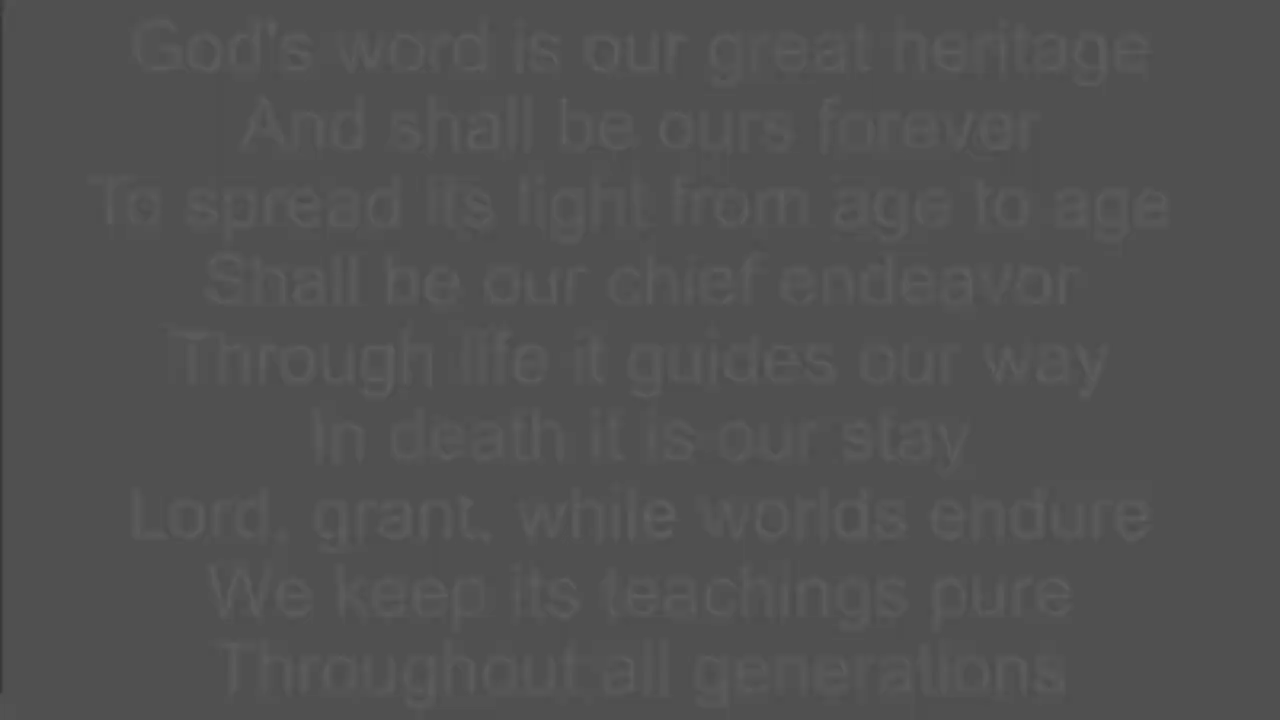 God's word is our great heritage
And shall be ours forever
To spread its light from age to age
Shall be our chief endeavor
Through life it guides our way
In death it is our stay
Lord, grant, while worlds endure
We keep its teachings pure
Throughout all generations